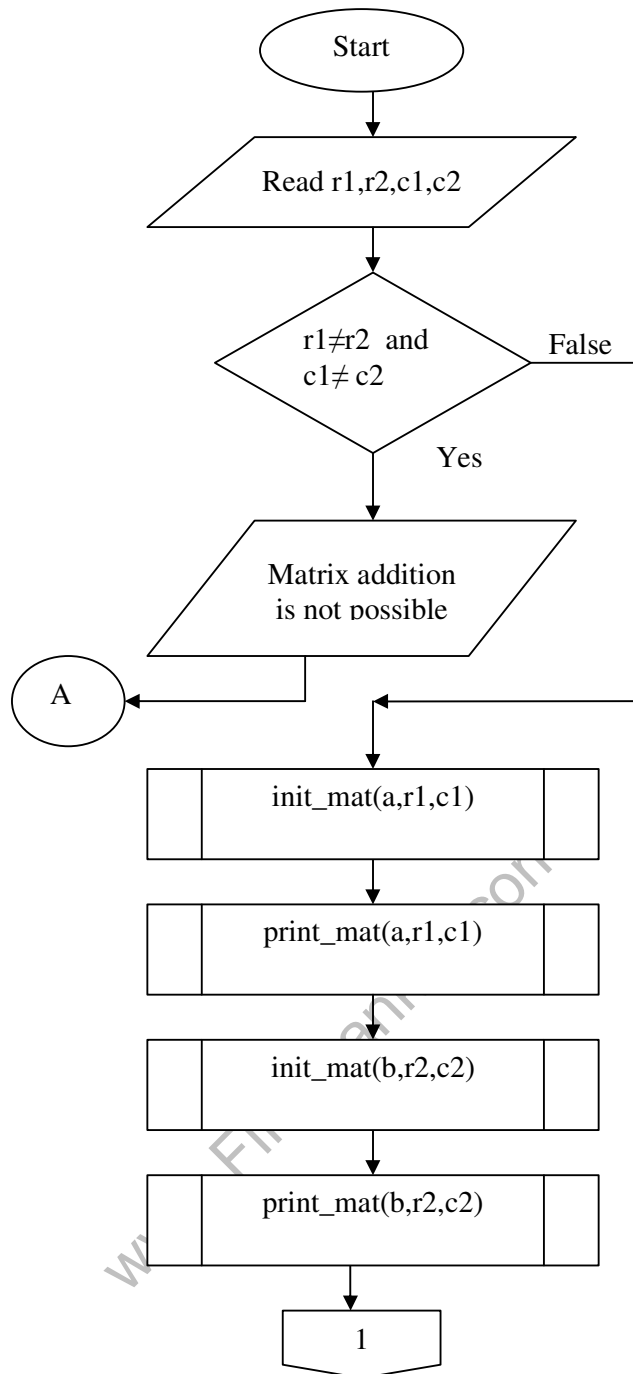 Start
Read r1,r2,c1,c2
r1≠r2 and
c1≠ c2
False
Yes
Matrix addition
is not possible
A
init_mat(a,r1,c1)
print_mat(a,r1,c1)
init_mat(b,r2,c2)
print_mat(b,r2,c2)
1